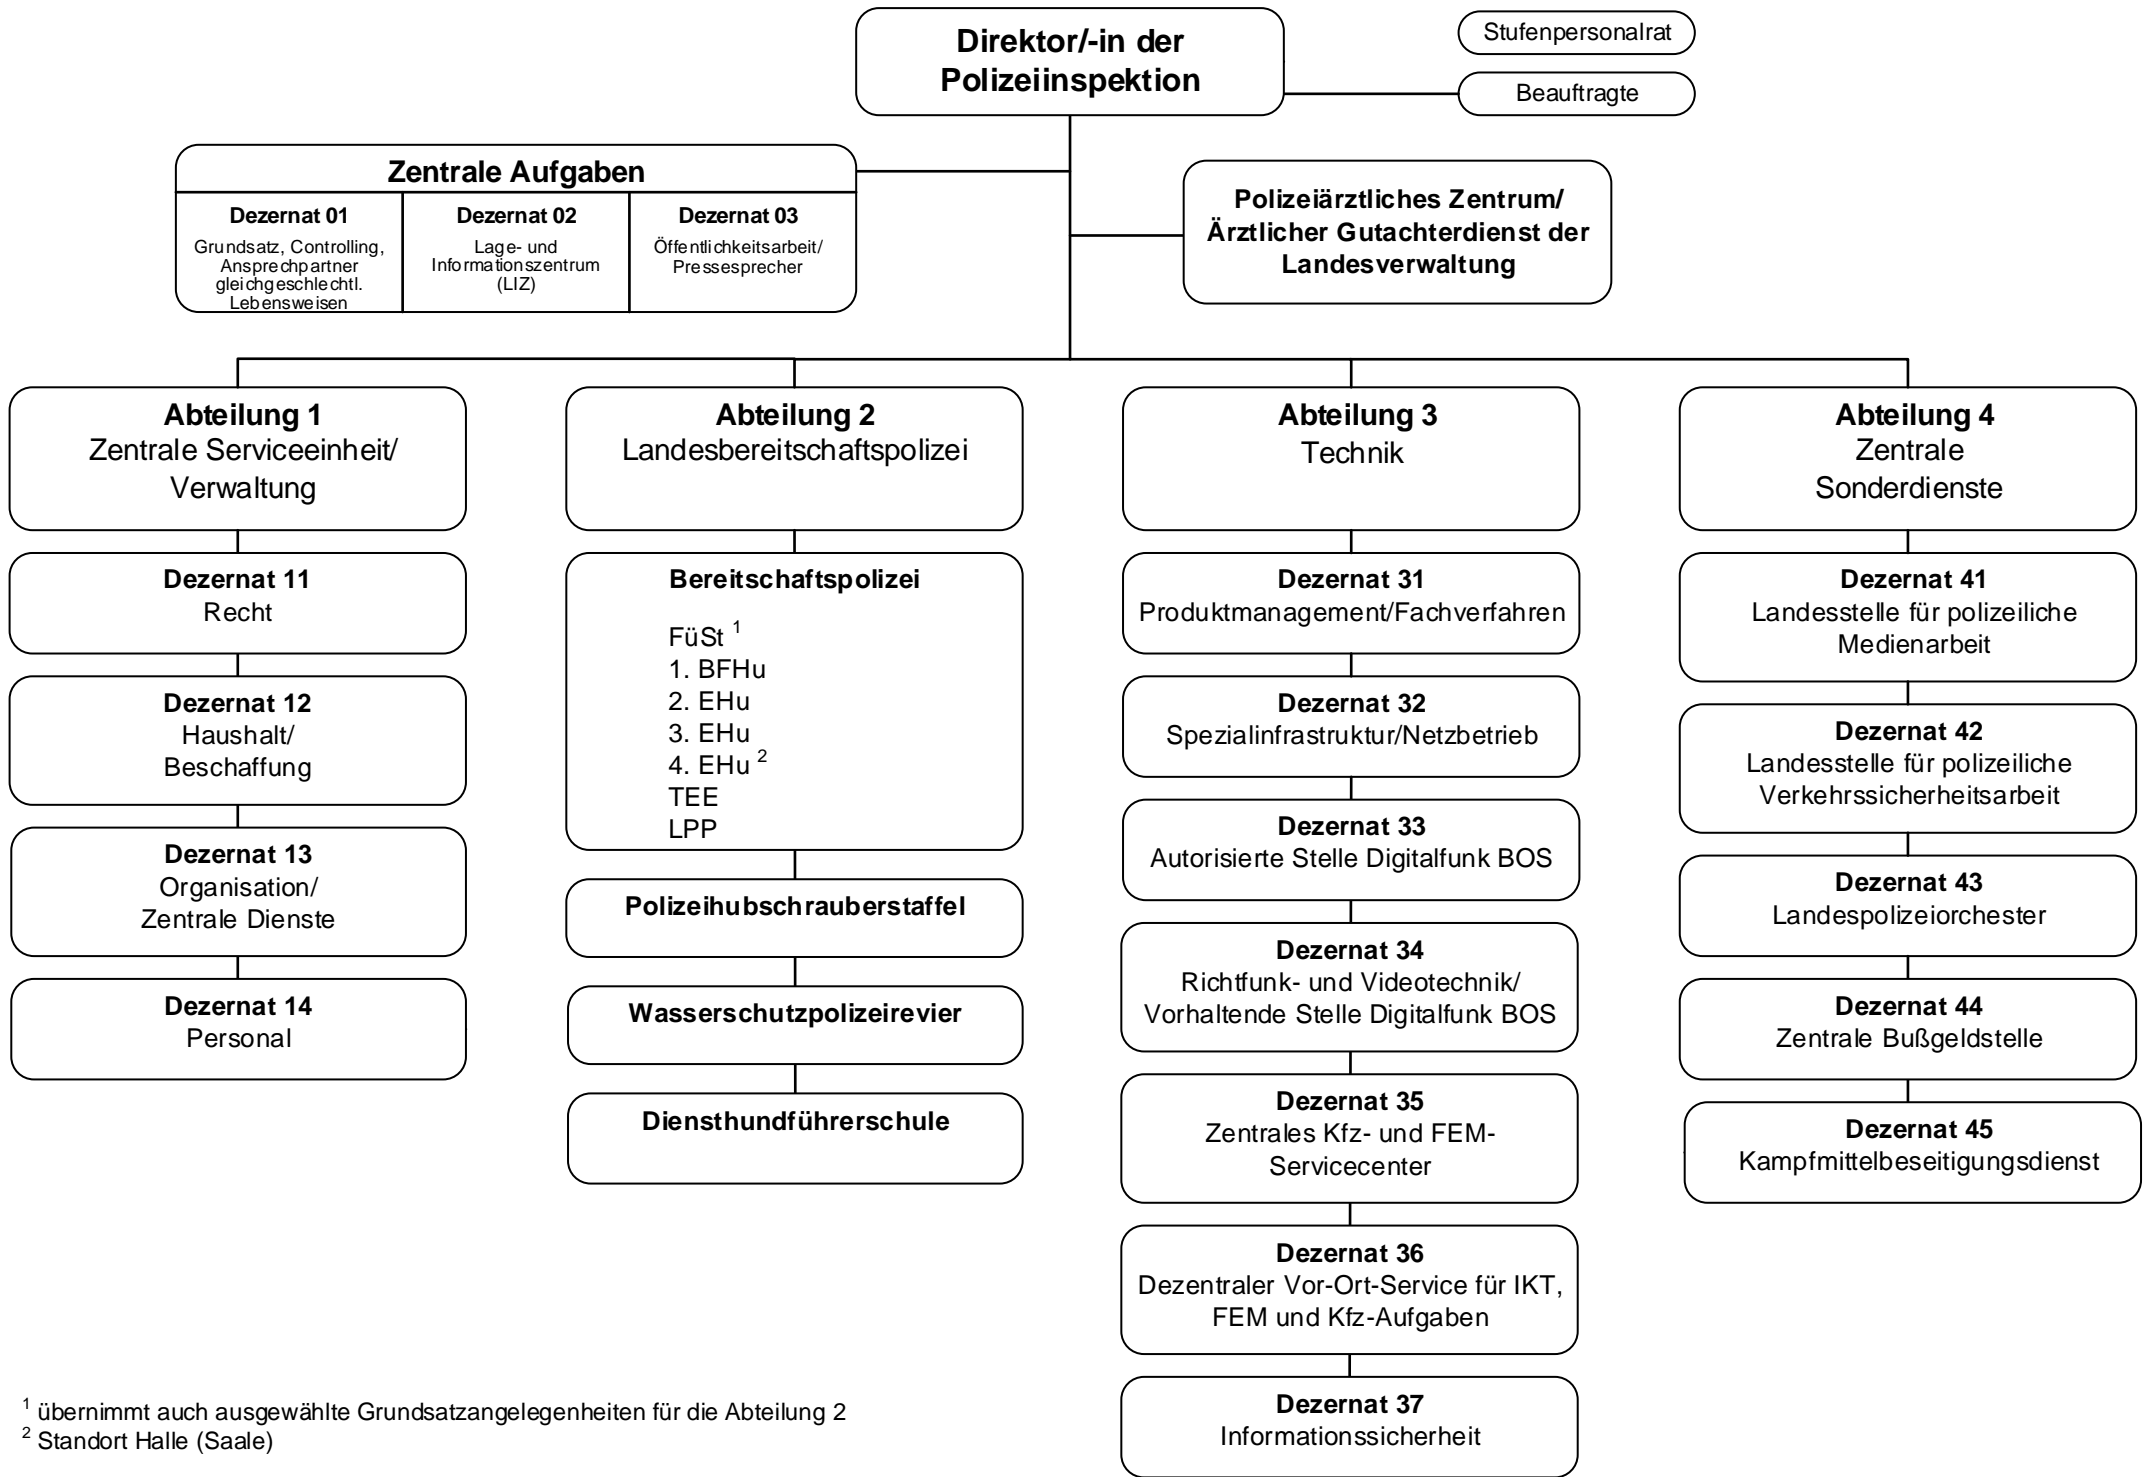 Direktor/-in der
Polizeiinspektion
Stufenpersonalrat
Beauftragte
Zentrale Aufgaben
Dezernat 01
Grundsatz, Controlling,
Ansprechpartner
gleichgeschlechtl.
Lebensweisen
Dezernat 02
Lage- und
Informationszentrum
(LIZ)
Dezernat 03
Öffentlichkeitsarbeit/
Pressesprecher
Polizeiärztliches Zentrum/
Ärztlicher Gutachterdienst der
Landesverwaltung
Abteilung 1
Zentrale Serviceeinheit/
Verwaltung
Dezernat 11
Recht
Dezernat 12
Haushalt/
Beschaffung
Dezernat 13
Organisation/
Zentrale Dienste
Dezernat 14
Personal
Abteilung 2
Landesbereitschaftspolizei
Bereitschaftspolizei
FüSt ¹
1. BFHu
2. EHu
3. EHu
4. EHu ²
TEE
LPP
Polizeihubschrauberstaffel
Wasserschutzpolizeirevier
Diensthundführerschule
Abteilung 3
Technik
Dezernat 31
Produktmanagement/Fachverfahren
Dezernat 32
Spezialinfrastruktur/Netzbetrieb
Dezernat 33
Autorisierte Stelle Digitalfunk BOS
Dezernat 34
Richtfunk- und Videotechnik/
Vorhaltende Stelle Digitalfunk BOS
Dezernat 35
Zentrales Kfz- und FEM-
Servicecenter
Dezernat 36
Dezentraler Vor-Ort-Service für IKT,
FEM und Kfz-Aufgaben
Dezernat 37
Informationssicherheit
Abteilung 4
Zentrale
Sonderdienste
Dezernat 41
Landesstelle für polizeiliche
Medienarbeit
Dezernat 42
Landesstelle für polizeiliche
Verkehrssicherheitsarbeit
Dezernat 43
Landespolizeiorchester
Dezernat 44
Zentrale Bußgeldstelle
Dezernat 45
Kampfmittelbeseitigungsdienst
¹ übernimmt auch ausgewählte Grundsatzangelegenheiten für die Abteilung 2
² Standort Halle (Saale)